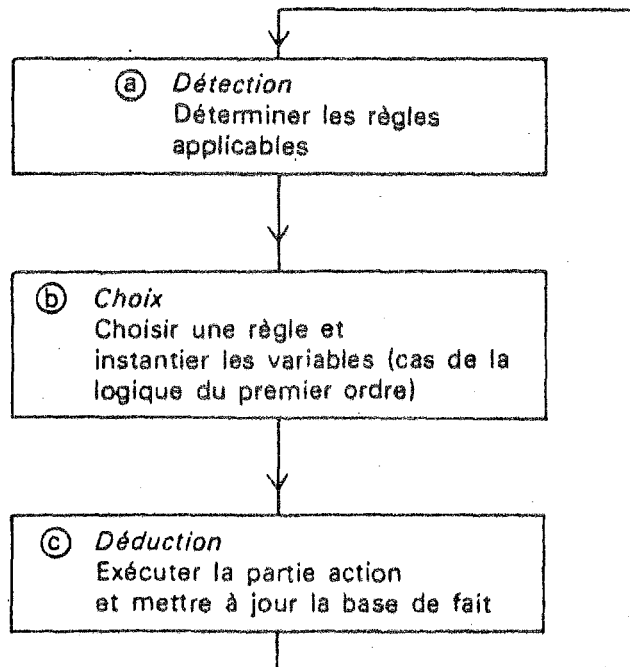 ⓐ Détection
Déterminer les règles
applicables
ⓑ Choix
Choisir une règle et
instantier les variables (cas de la
logique du premier ordre)
ⓒ Déduction
Exécuter la partie action
et mettre à jour la base de fait